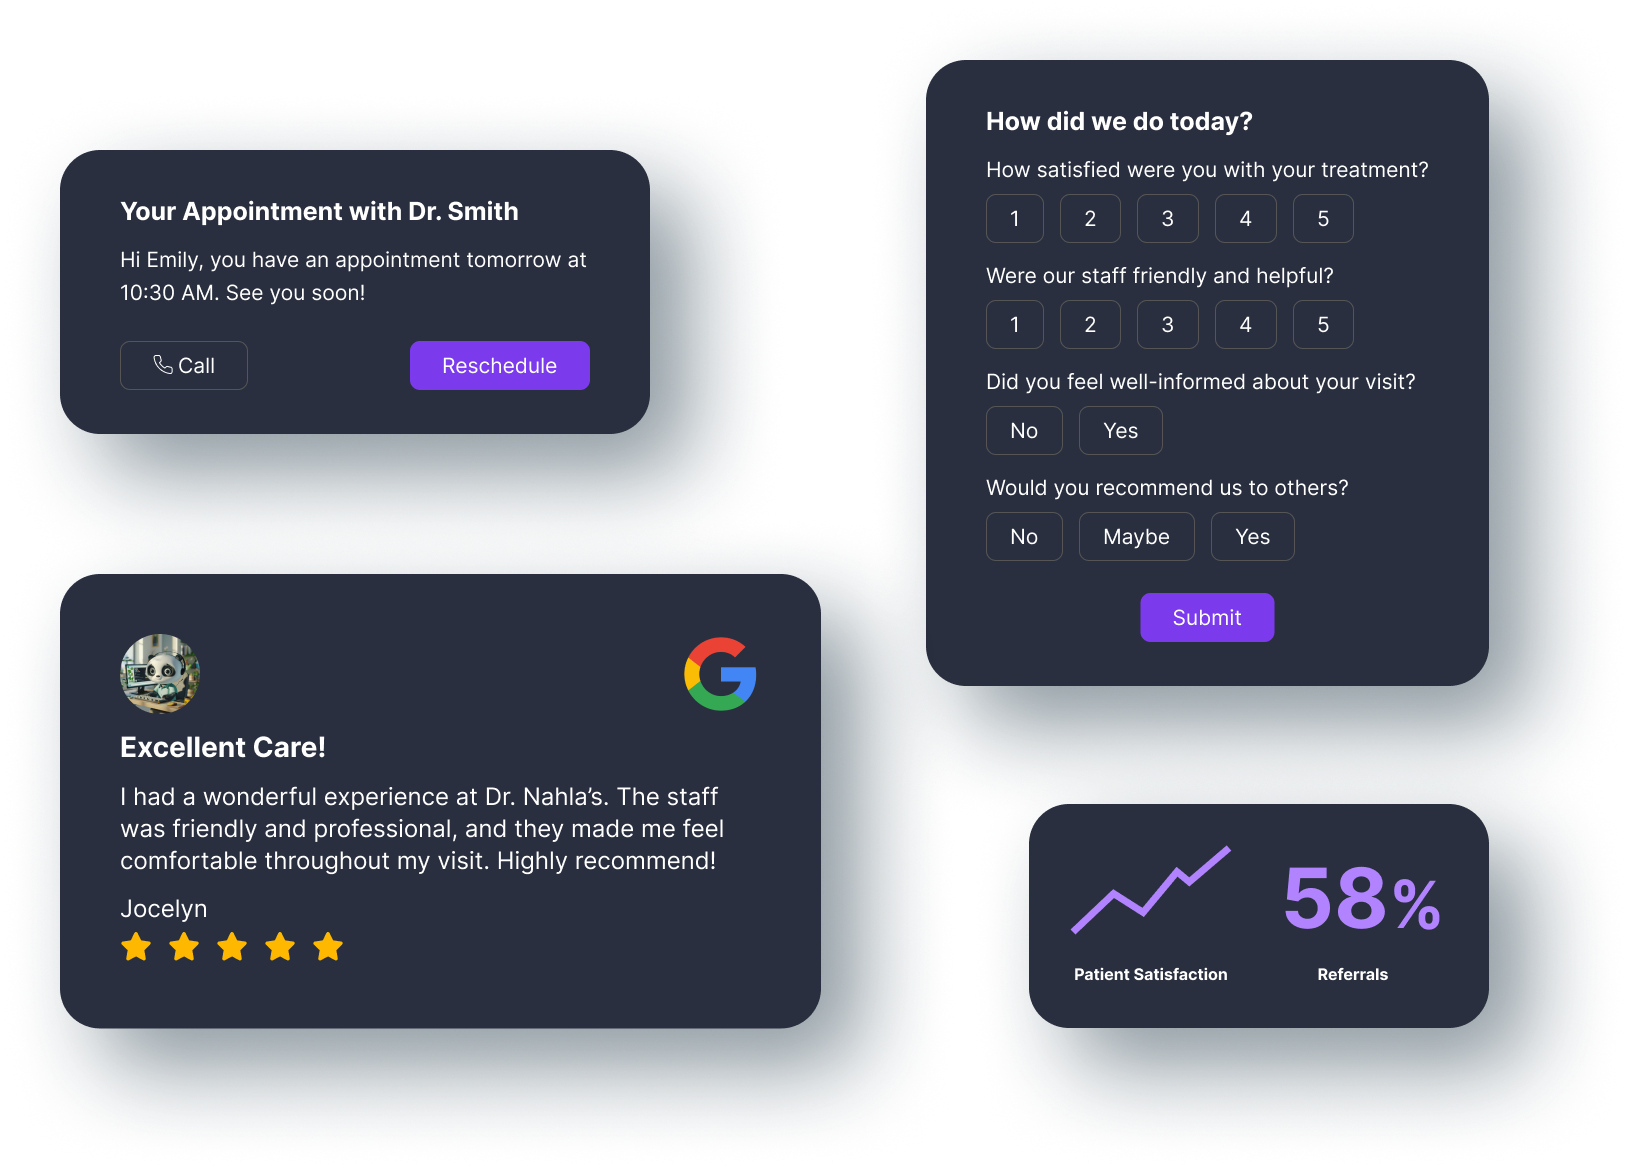 Your Appointment with Dr. Smith
Hi Emily, you have an appointment tomorrow at
10:30 AM. See you soon!
Call
Reschedule
How did we do today?
How satisfied were you with your treatment?
1 2 3 4 5
Were our staff friendly and helpful?
1 2 3 4 5
Did you feel well-informed about your visit?
No Yes
Would you recommend us to others?
No Maybe Yes
Submit
Excellent Care!
I had a wonderful experience at Dr. Nahla’s. The staff
was friendly and professional, and they made me feel
comfortable throughout my visit. Highly recommend!
Jocelyn
58%
Patient Satisfaction
Referrals